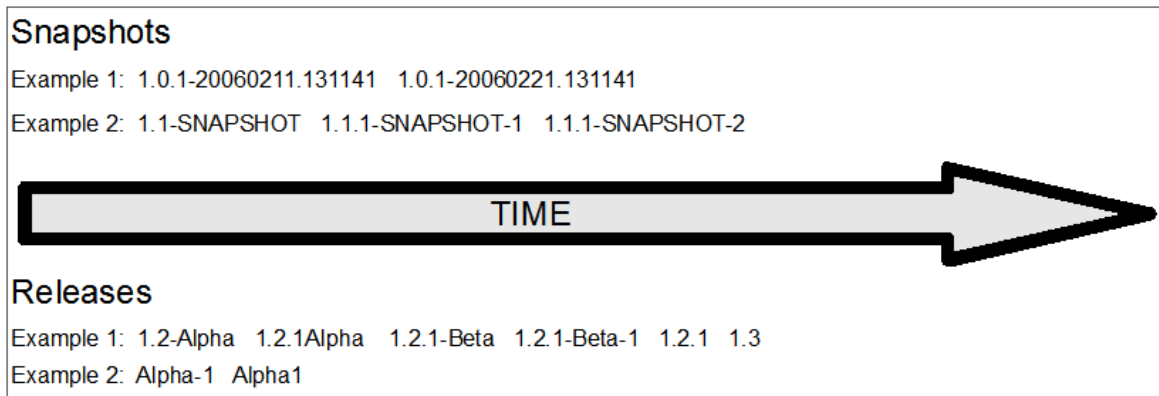 Snapshots
Example 1: 1.0.1-20060211.131141 1.0.1-20060221.131141
Example 2: 1.1-SNAPSHOT 1.1.1-SNAPSHOT-1 1.1.1-SNAPSHOT-2
TIME
Releases
Example 1: 1.2-Alpha 1.2.1Alpha 1.2.1-Beta 1.2.1-Beta-1 1.2.1 1.3
Example 2: Alpha-1 Alpha1